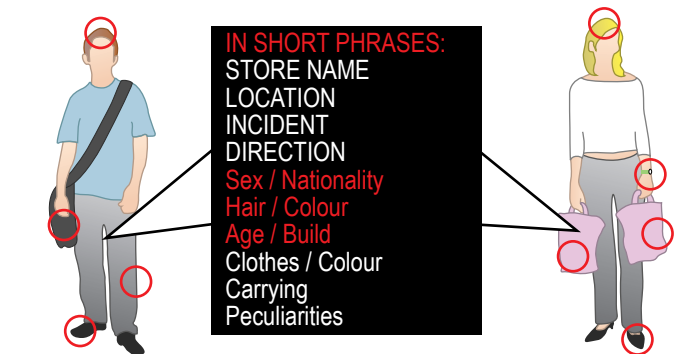 IN SHORT PHRASES:
STORE NAME
LOCATION
INCIDENT
DIRECTION
Sex / Nationality
Hair / Colour
Age / Build
Clothes / Colour
Carrying
Peculiarities